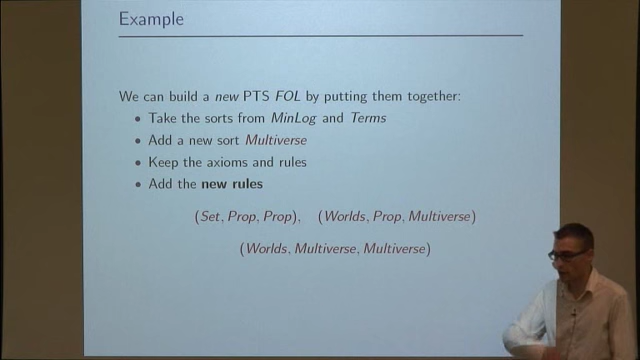 Example
We can build a new PTS FOL by putting them together:
• Take the sorts from MinLog and Terms
• Add a new sort Multiverse
• Keep the axioms and rules
• Add the new rules
(Set, Prop, Prop), (Worlds, Prop, Multiverse)
(Worlds, Multiverse, Multiverse)